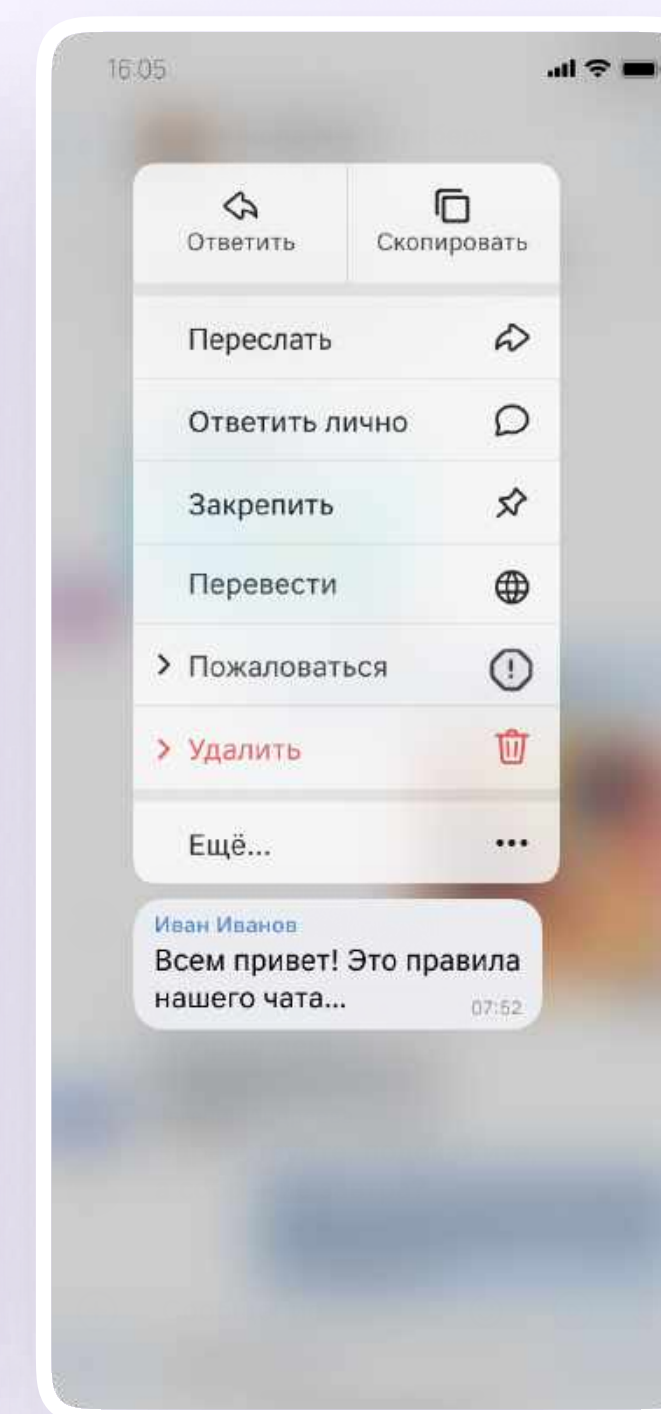 16:05
Ответить
Скопировать
Переслать
Ответить лично
Закрепить
Перевести
Пожаловаться
Удалить
Ещё...
Иван Иванов
Всем привет! Это правила
нашего чата...
07:52